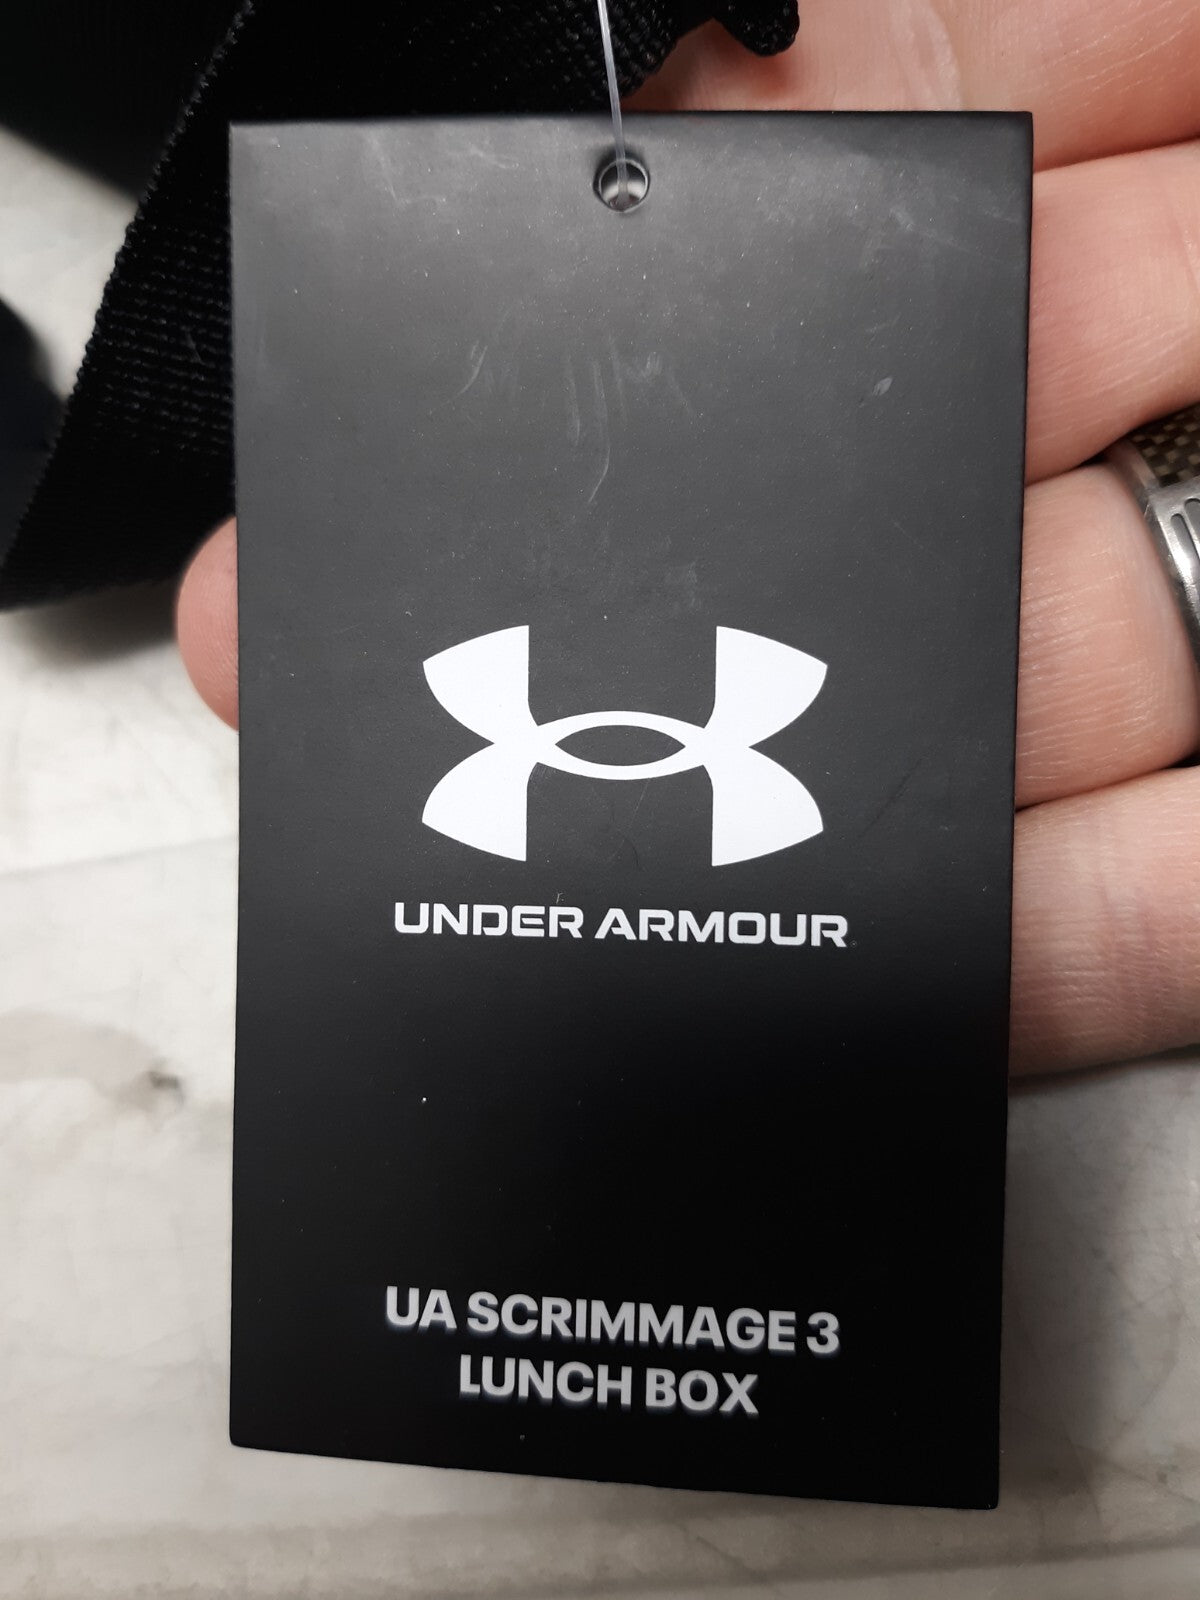 UNDER ARMOUR
UA SCRIMMAGE 3
LUNCH BOX